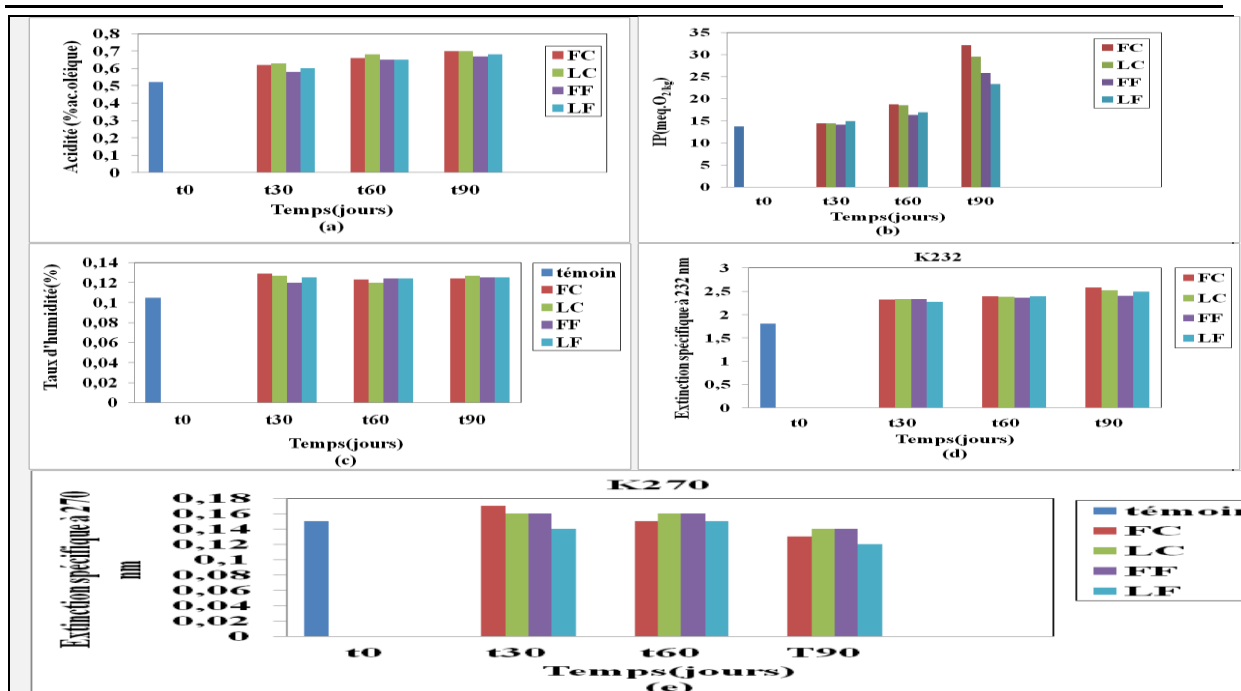 0,8
0,7
0,6
0,5
0,4
0,3
0,2
0,1
0
Acidité (%ac.oléique)
t0 t30 t60 t90
Temps(jours)
(a)
FC
LC
FF
LF
35
30
25
20
15
10
5
0
IP(meq.O2/kg)
t0 t30 t60 t90
Temps(jours)
(b)
FC
LC
FF
LF
0,14
0,12
0,1
0,08
0,06
0,04
0,02
0
Taux d'humidité(%)
t0 t30 t60 t90
Temps(jours)
(c)
témoin
FC
LC
FF
LF
K232
3
2,5
2
1,5
1
0,5
0
Extinction spécifique à 232 nm
t0 t30 t60 t90
Temps(jours)
(d)
FC
LC
FF
LF
K270
0,18
0,16
0,14
0,12
0,1
0,08
0,06
0,04
0,02
0
Extinction spécifique à 270
nm
t0 t30 t60 T90
Temps(jours)
(e)
témoin
FC
LC
FF
LF